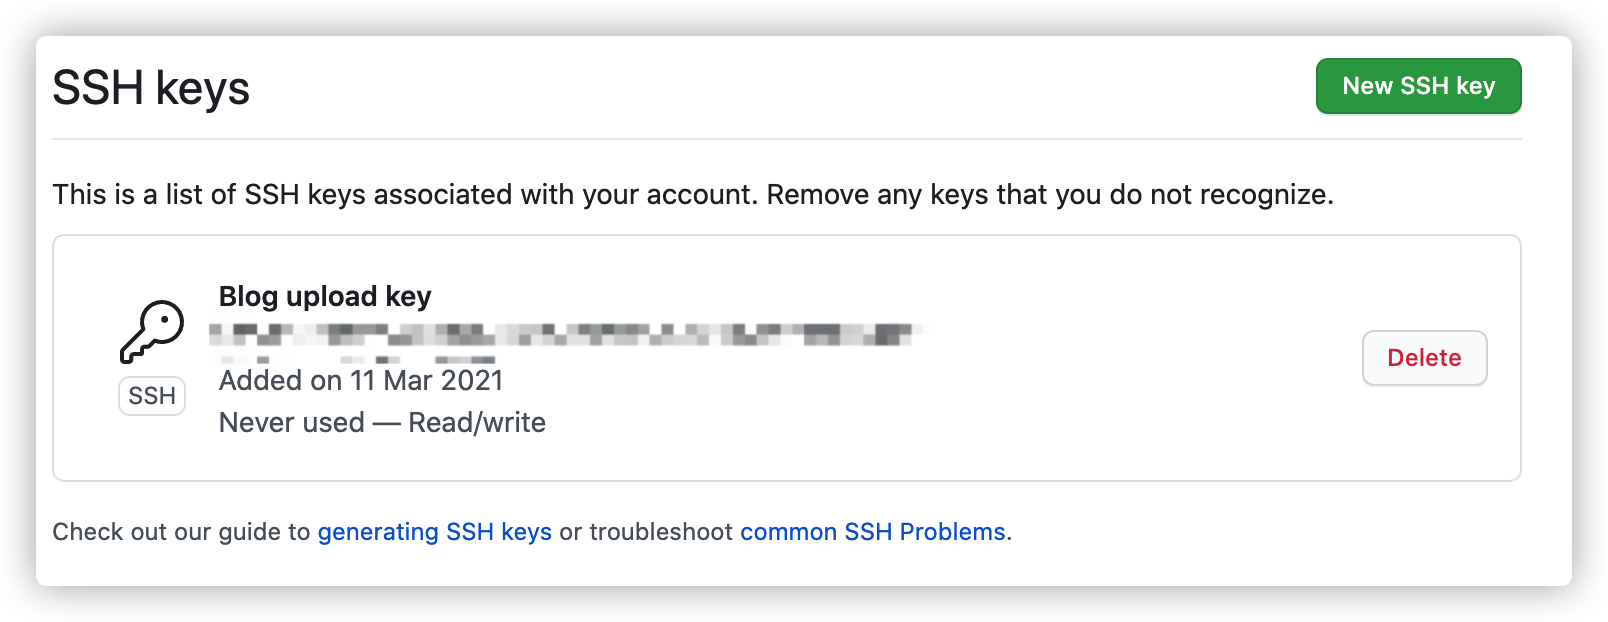 SSH keys
New SSH key
This is a list of SSH keys associated with your account. Remove any keys that you do not recognize.
Blog upload key
SSH
Added on 11 Mar 2021
Never used — Read/write
Delete
Check out our guide to generating SSH keys or troubleshoot common SSH Problems.